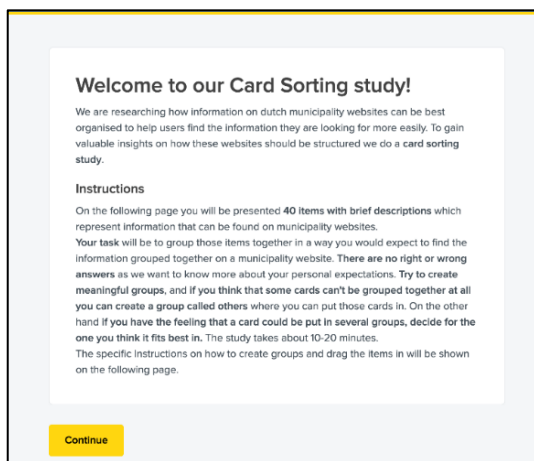 Welcome to our Card Sorting study!
We are researching how information on dutch municipality websites can be best
organised to help users find the information they are looking for more easily. To gain
valuable insights on how these websites should be structured we do a card sorting
study.
Instructions
On the following page you will be presented 40 items with brief descriptions which
represent information that can be found on municipality websites.
Your task will be to group those items together in a way you would expect to find the
information grouped together on a municipality website. There are no right or wrong
answers as we want to know more about your personal expectations. Try to create
meaningful groups, and if you think that some cards can't be grouped together at all
you can create a group called others where you can put those cards in. On the other
hand if you have the feeling that a card could be put in several groups, decide for the
one you think it fits best in. The study takes about 10-20 minutes.
The specific Instructions on how to create groups and drag the items in will be shown
on the following page.
Continue